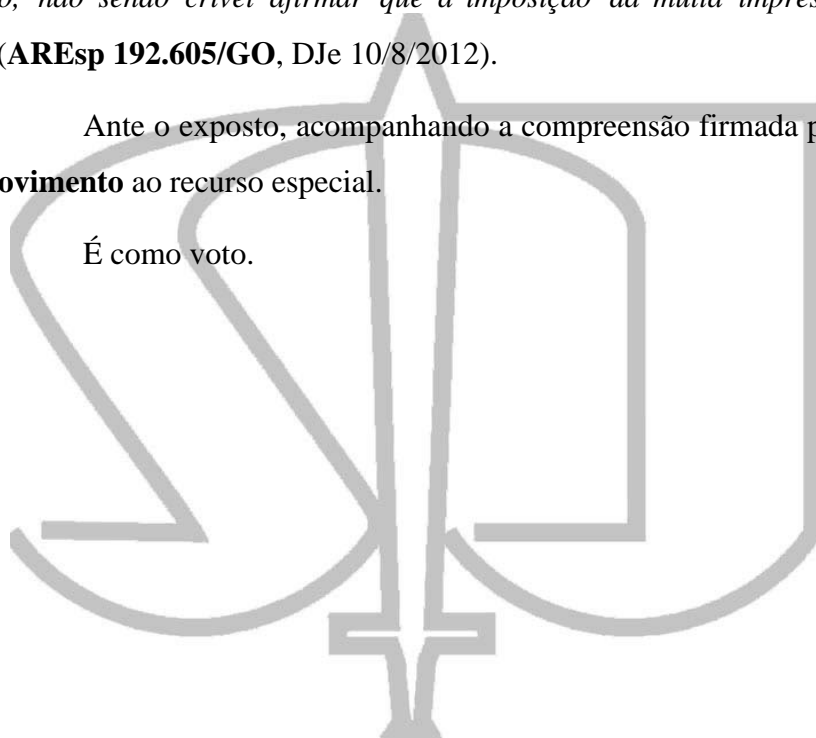 o, não sendo crível afirmar que a imposição da multa impres
(AREsp 192.605/GO, DJe 10/8/2012).
Ante o exposto, acompanhando a compreensão firmada p
ovimento ao recurso especial.
É como voto.